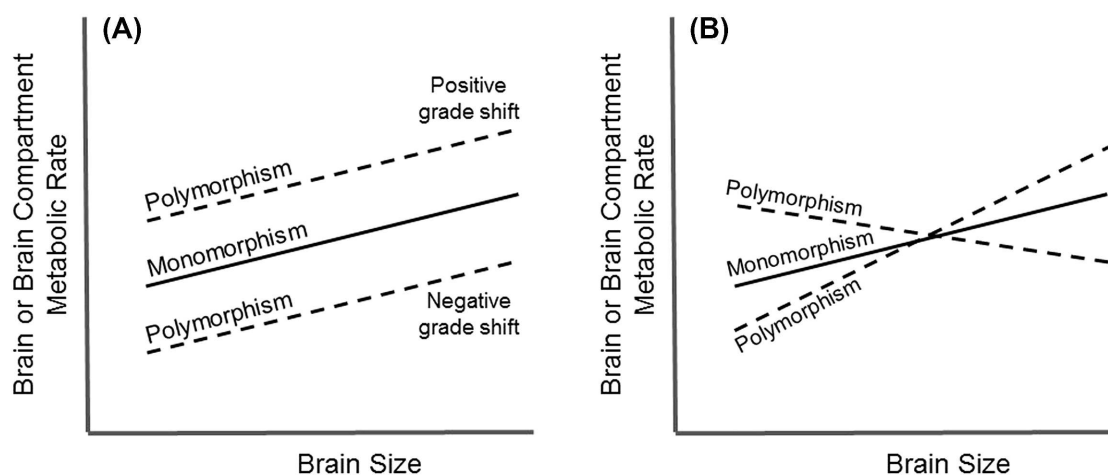 (A)
Brain or Brain Compartment
Metabolic Rate
Positive
grade shift
Polymorphism
Monomorphism
Polymorphism
Negative
grade shift
Brain Size
(B)
Brain or Brain Compartment
Metabolic Rate
Polymorphism
Monomorphism
Polymorphism
Brain Size